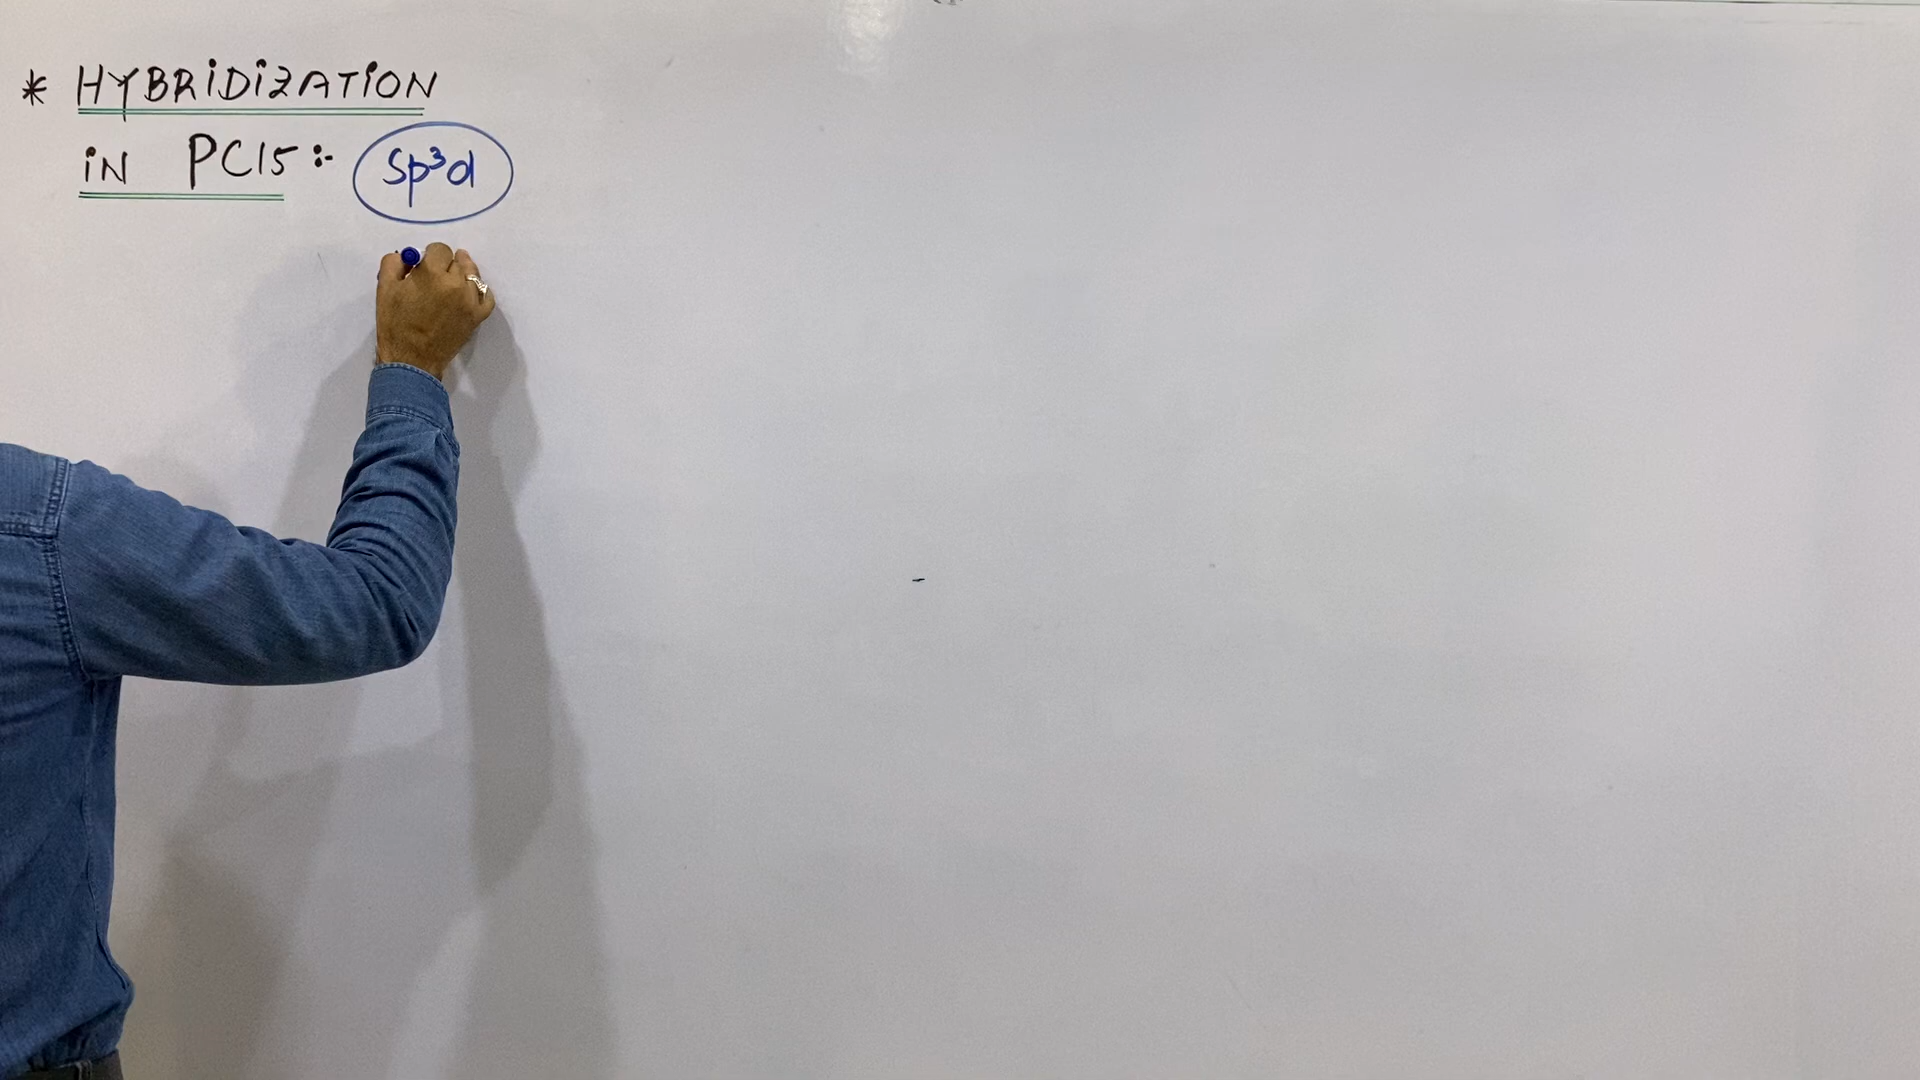 * HYBRiDiZATiON
iN PCl5 :- Sp³d